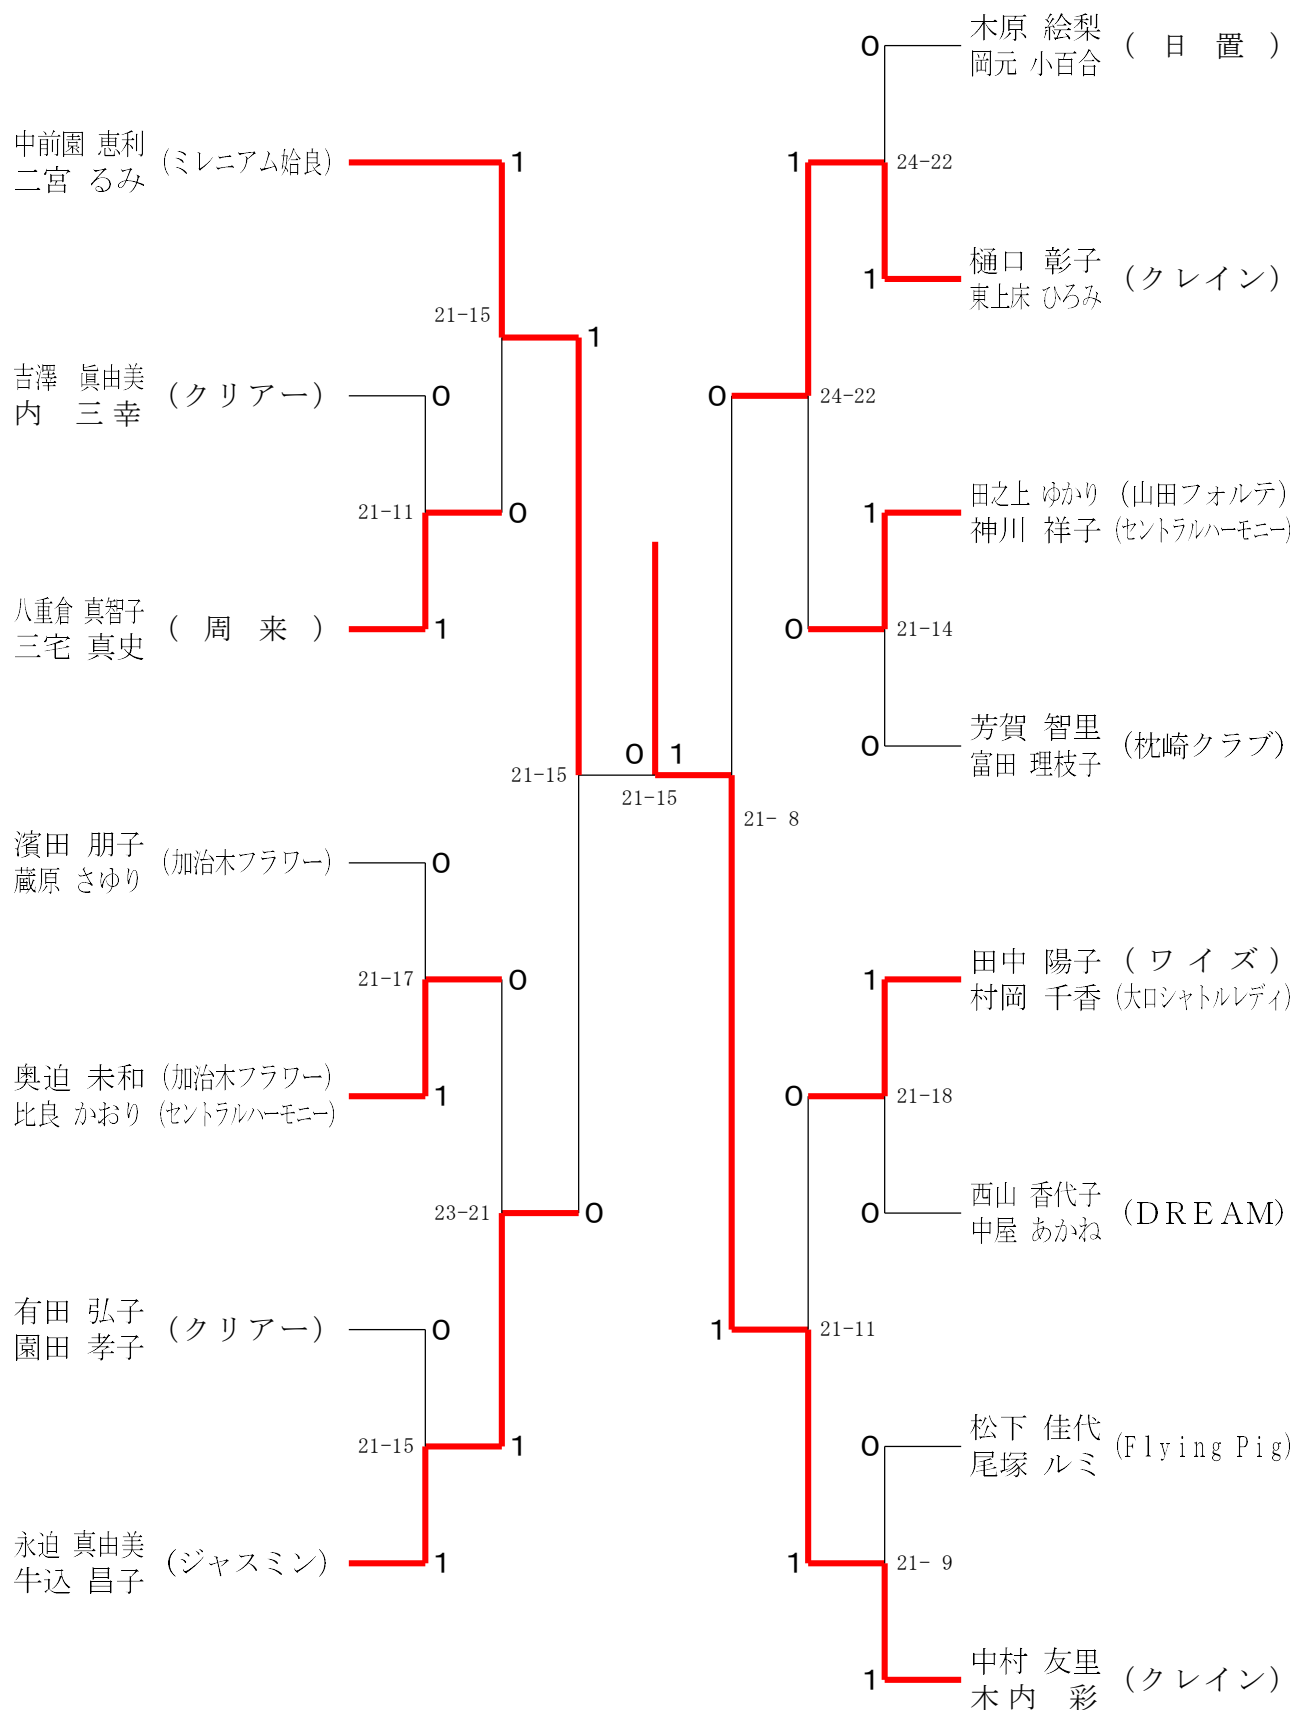 木原 絵梨
岡元 小百合
( 日 置 )
0
中前園 恵利
二宮 るみ
(ミレニアム姶良)
1
1
24-22
樋口 彰子
東上床 ひろみ
(クレイン)
1
21-15
1
吉澤 眞由美
内 三幸
(クリアー)
0
0
24-22
21-11
0
田之上 ゆかり (山田フォルテ)
神川 祥子 (セントラルハーモニー)
1
八重倉 真智子
三宅 真史
( 周 来 )
1
0
21-14
芳賀 智里
富田 理枝子
(枕崎クラブ)
0
0
1
21-15
21-15
21- 8
濱田 朋子
蔵原 さゆり
(加治木フラワー)
0
21-17
0
田中 陽子 (ワイズ)
村岡 千香 (大口シャトルレディ)
1
奥迫 未和 (加治木フラワー)
比良 かおり (セントラルハーモニー)
1
0
21-18
23-21
0
西山 香代子
中屋 あかね
(DREAM)
0
有田 弘子
園田 孝子
(クリアー)
0
1
21-11
21-15
1
松下 佳代
尾塚 ルミ
(Flying Pig)
0
永迫 真由美
牛込 昌子
(ジャスミン)
1
1
21- 9
中村 友里
木内 彩
(クレイン)
1